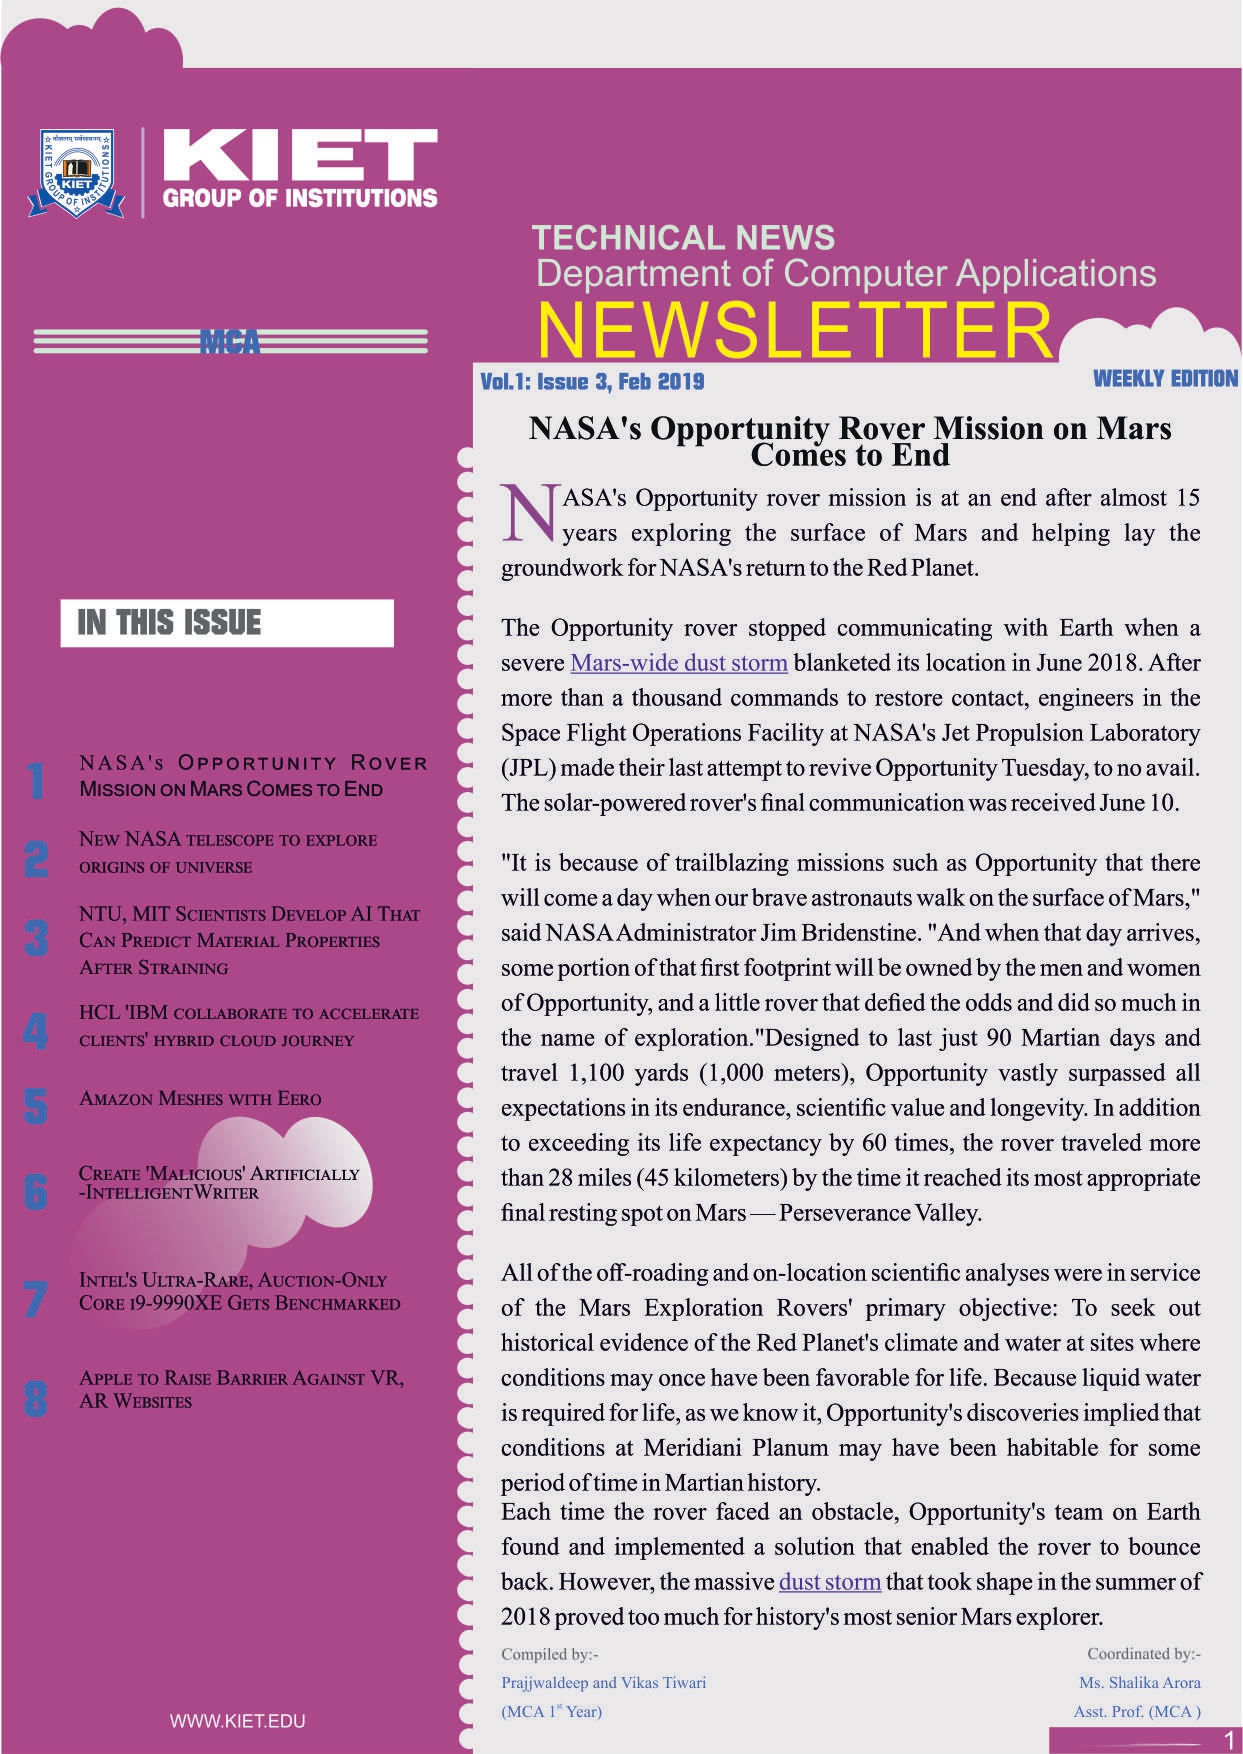 कौशलम् सर्वसाधनम्
KIET GROUP OF INSTITUTIONS
KIET
KIET
GROUP OF INSTITUTIONS
TECHNICAL NEWS
Department of Computer Applications
NEWSLETTER
MCA
Vol.1: Issue 3, Feb 2019
WEEKLY EDITION
IN THIS ISSUE
1
NASA's Opportunity Rover
Mission on Mars Comes to End
2
New NASA telescope to explore
origins of universe
3
NTU, MIT Scientists Develop AI That
Can Predict Material Properties
After Straining
4
HCL 'IBM collaborate to accelerate
clients' hybrid cloud journey
5
Amazon Meshes with Eero
6
Create 'Malicious' Artificially
-IntelligentWriter
7
Intel's Ultra-Rare, Auction-Only
Core i9-9990XE Gets Benchmarked
8
Apple to Raise Barrier Against VR,
AR Websites
WWW.KIET.EDU
NASA's Opportunity Rover Mission on Mars
Comes to End
NASA's Opportunity rover mission is at an end after almost 15
years exploring the surface of Mars and helping lay the
groundwork for NASA's return to the Red Planet.
The Opportunity rover stopped communicating with Earth when a
severe Mars-wide dust storm blanketed its location in June 2018. After
more than a thousand commands to restore contact, engineers in the
Space Flight Operations Facility at NASA's Jet Propulsion Laboratory
(JPL) made their last attempt to revive Opportunity Tuesday, to no avail.
The solar-powered rover's final communication was received June 10.
"It is because of trailblazing missions such as Opportunity that there
will come a day when our brave astronauts walk on the surface of Mars,"
said NASA Administrator Jim Bridenstine. "And when that day arrives,
some portion of that first footprint will be owned by the men and women
of Opportunity, and a little rover that defied the odds and did so much in
the name of exploration."Designed to last just 90 Martian days and
travel 1,100 yards (1,000 meters), Opportunity vastly surpassed all
expectations in its endurance, scientific value and longevity. In addition
to exceeding its life expectancy by 60 times, the rover traveled more
than 28 miles (45 kilometers) by the time it reached its most appropriate
final resting spot on Mars — Perseverance Valley.
All of the off-roading and on-location scientific analyses were in service
of the Mars Exploration Rovers' primary objective: To seek out
historical evidence of the Red Planet's climate and water at sites where
conditions may once have been favorable for life. Because liquid water
is required for life, as we know it, Opportunity's discoveries implied that
conditions at Meridiani Planum may have been habitable for some
period of time in Martian history.
Each time the rover faced an obstacle, Opportunity's team on Earth
found and implemented a solution that enabled the rover to bounce
back. However, the massive dust storm that took shape in the summer of
2018 proved too much for history's most senior Mars explorer.
Compiled by:-
Prajjwaldeep and Vikas Tiwari
(MCA 1st Year)
Coordinated by:-
Ms. Shalika Arora
Asst. Prof. (MCA )
1